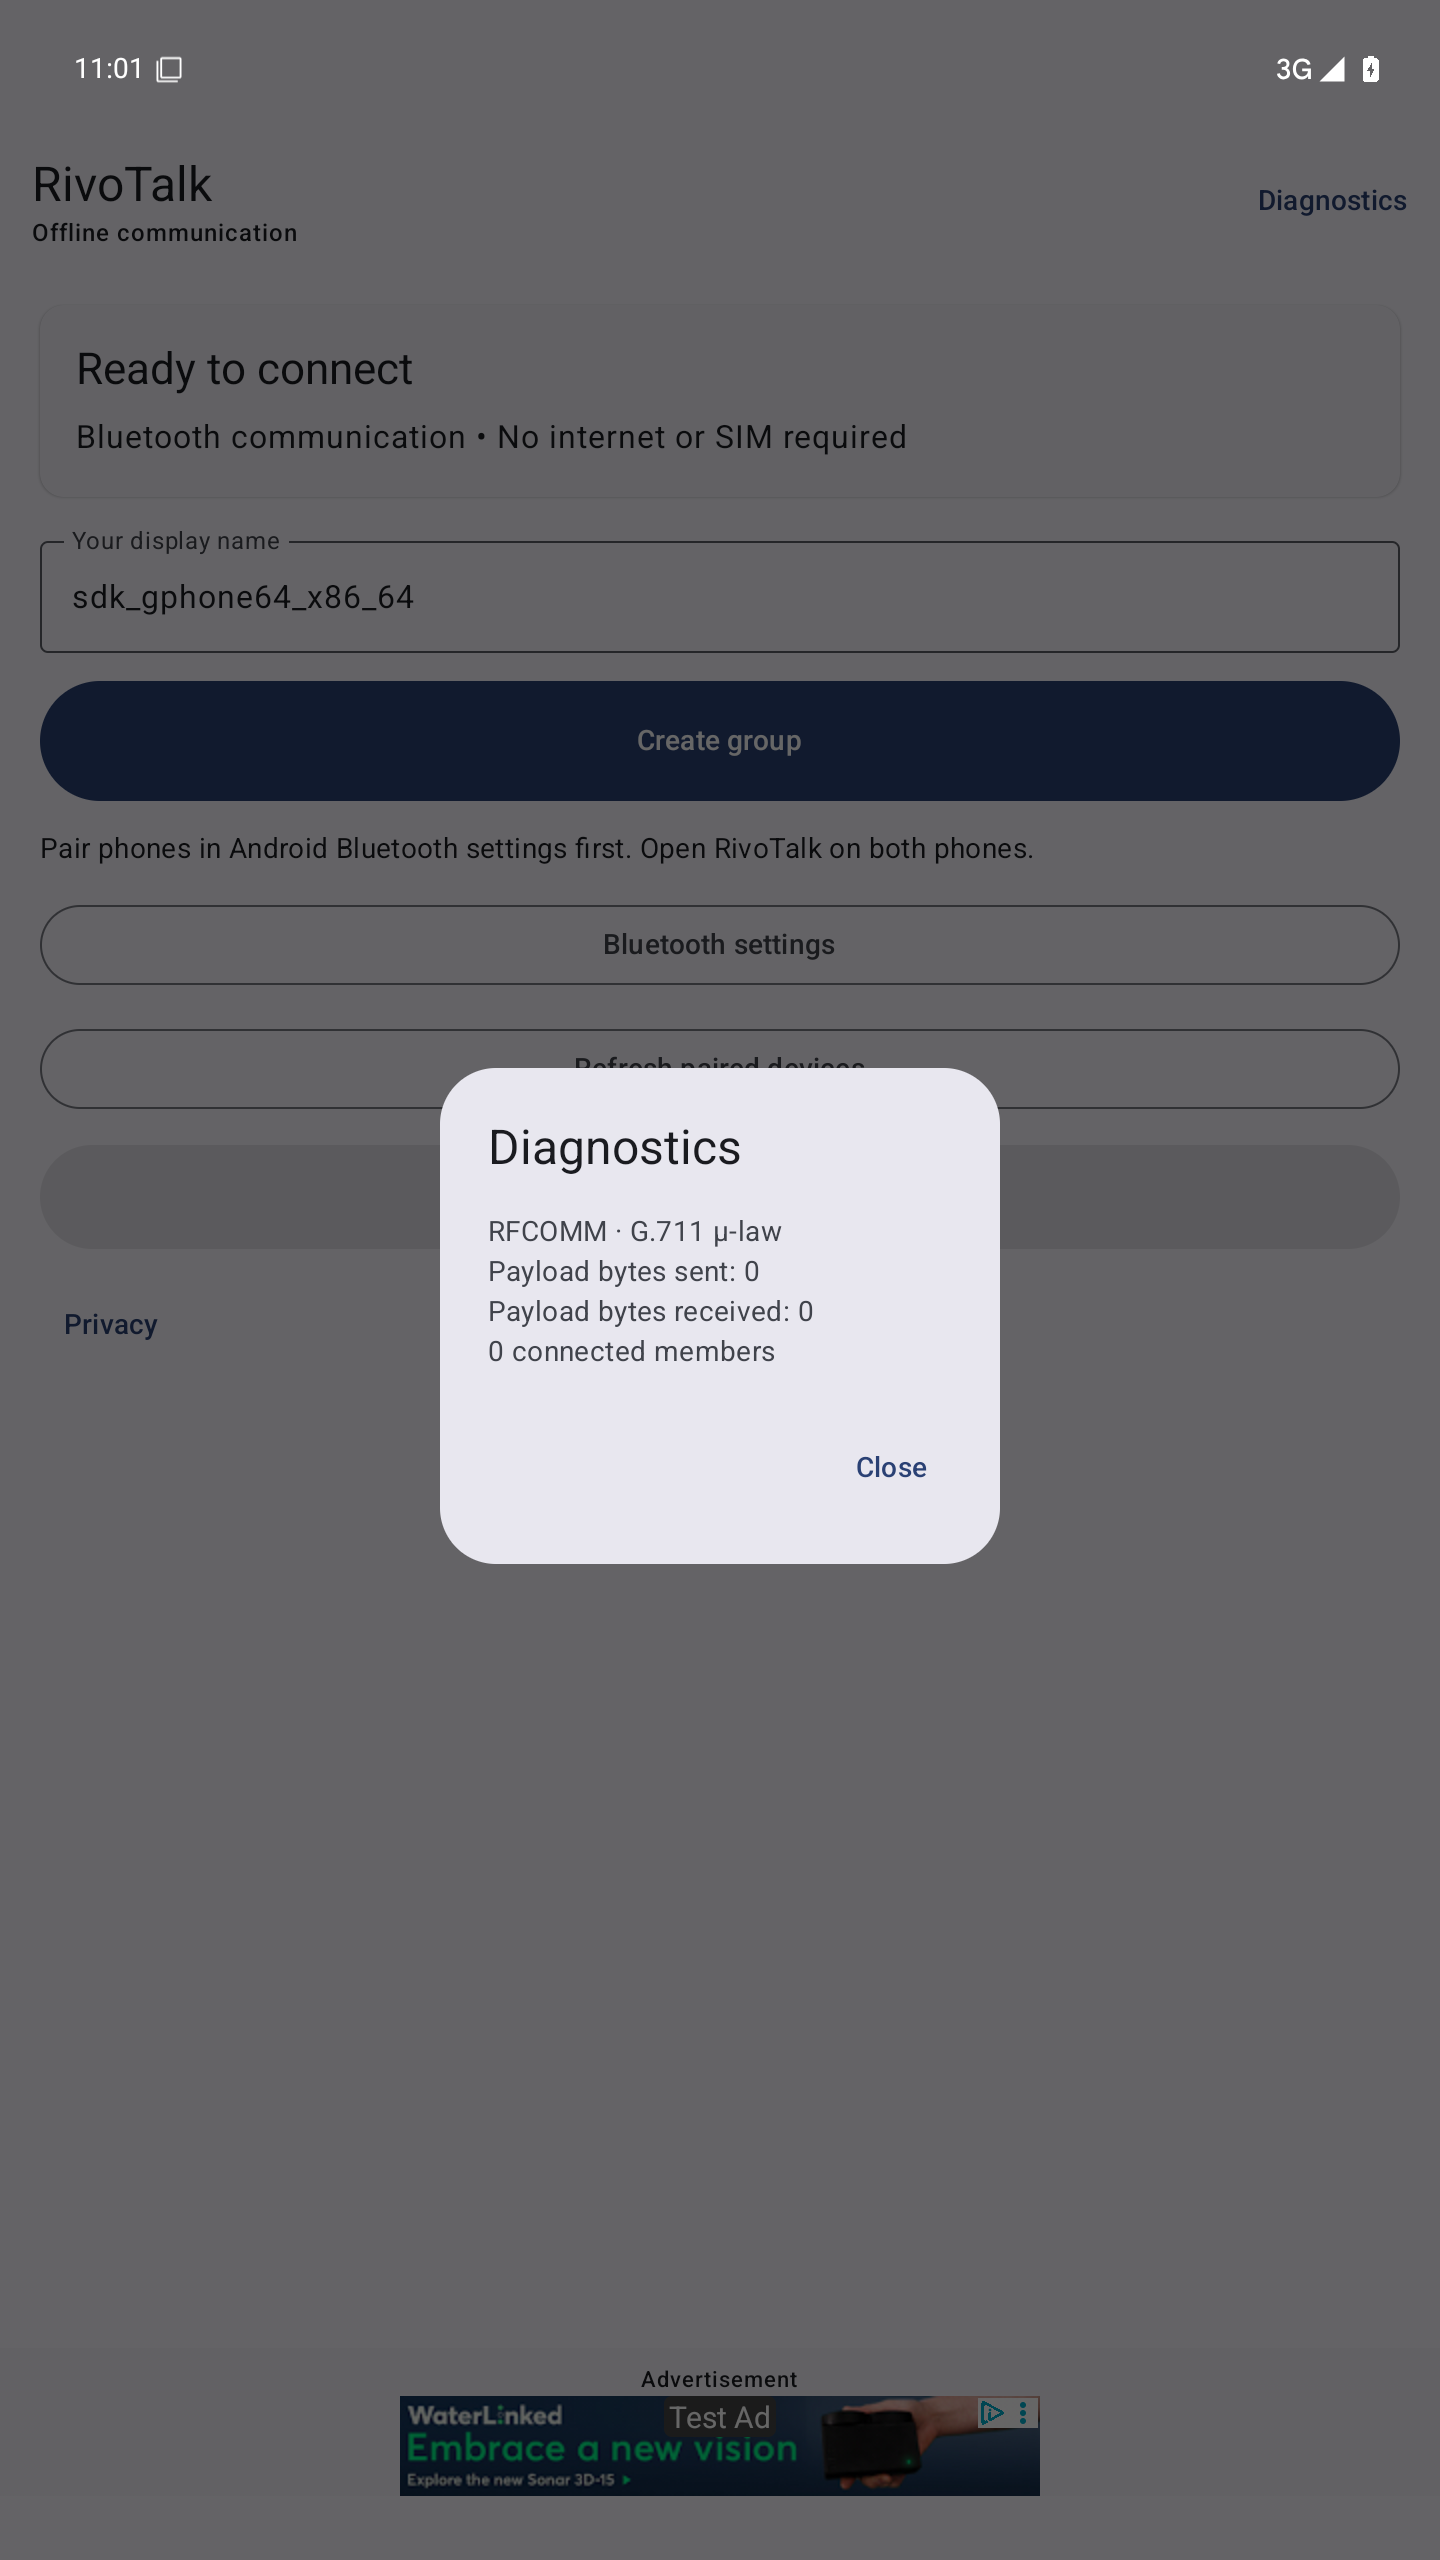 11:01
3G
RivoTalk
Offline communication
Diagnostics
Ready to connect
Bluetooth communication • No internet or SIM required
Your display name
sdk_gphone64_x86_64
Create group
Pair phones in Android Bluetooth settings first. Open RivoTalk on both phones.
Bluetooth settings
Refresh paired devices
Diagnostics
RFCOMM · G.711 μ-law
Payload bytes sent: 0
Payload bytes received: 0
0 connected members
Close
Privacy
Advertisement
WaterLinked
Test Ad
Embrace a new vision
Explore the new Sonar 3D-15